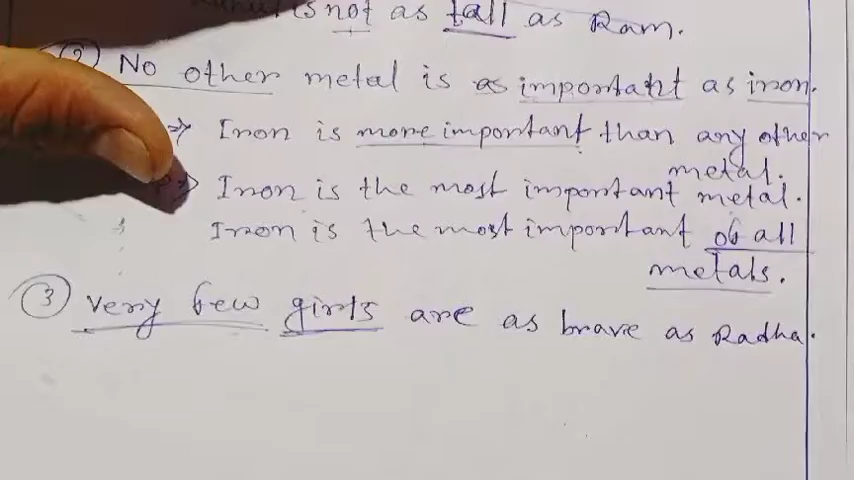 is not as tall as Ram.
② No other metal is as important as iron.
⇒ Iron is more important than any other
metal.
⇒ Iron is the most important metal.
Iron is the most important of all
metals.
③ Very few girls are as brave as Radha.